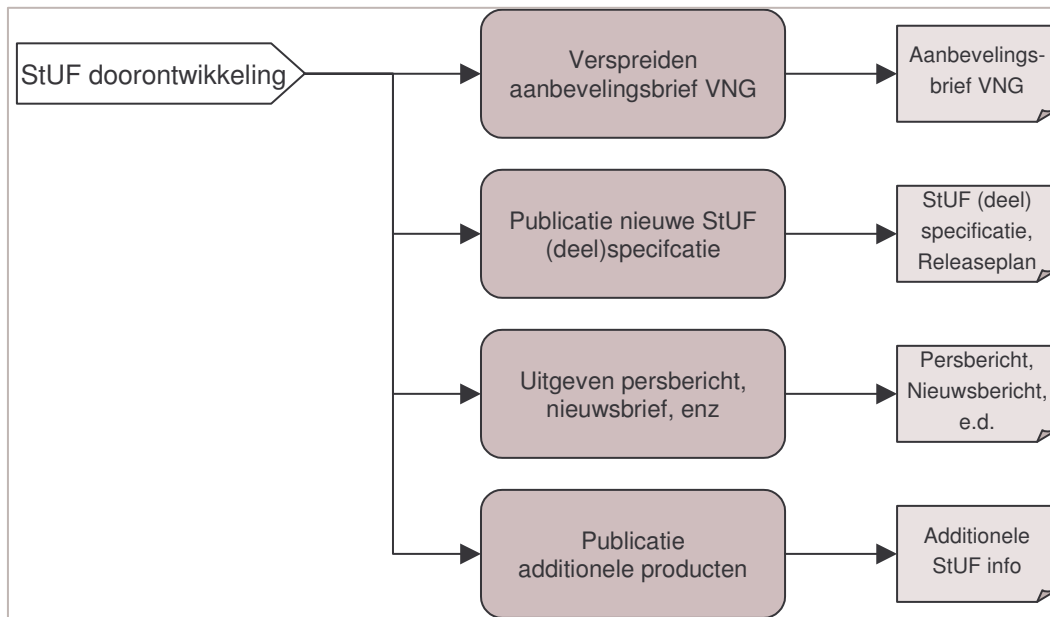 StUF doorontwikkeling
Verspreiden
aanbevelingsbrief VNG
Aanbevelings-
brief VNG
Publicatie nieuwe StUF
(deel)specifcatie
StUF (deel)
specificatie,
Releaseplan
Uitgeven persbericht,
nieuwsbrief, enz
Persbericht,
Nieuwsbericht,
e.d.
Publicatie
additionele producten
Additionele
StUF info